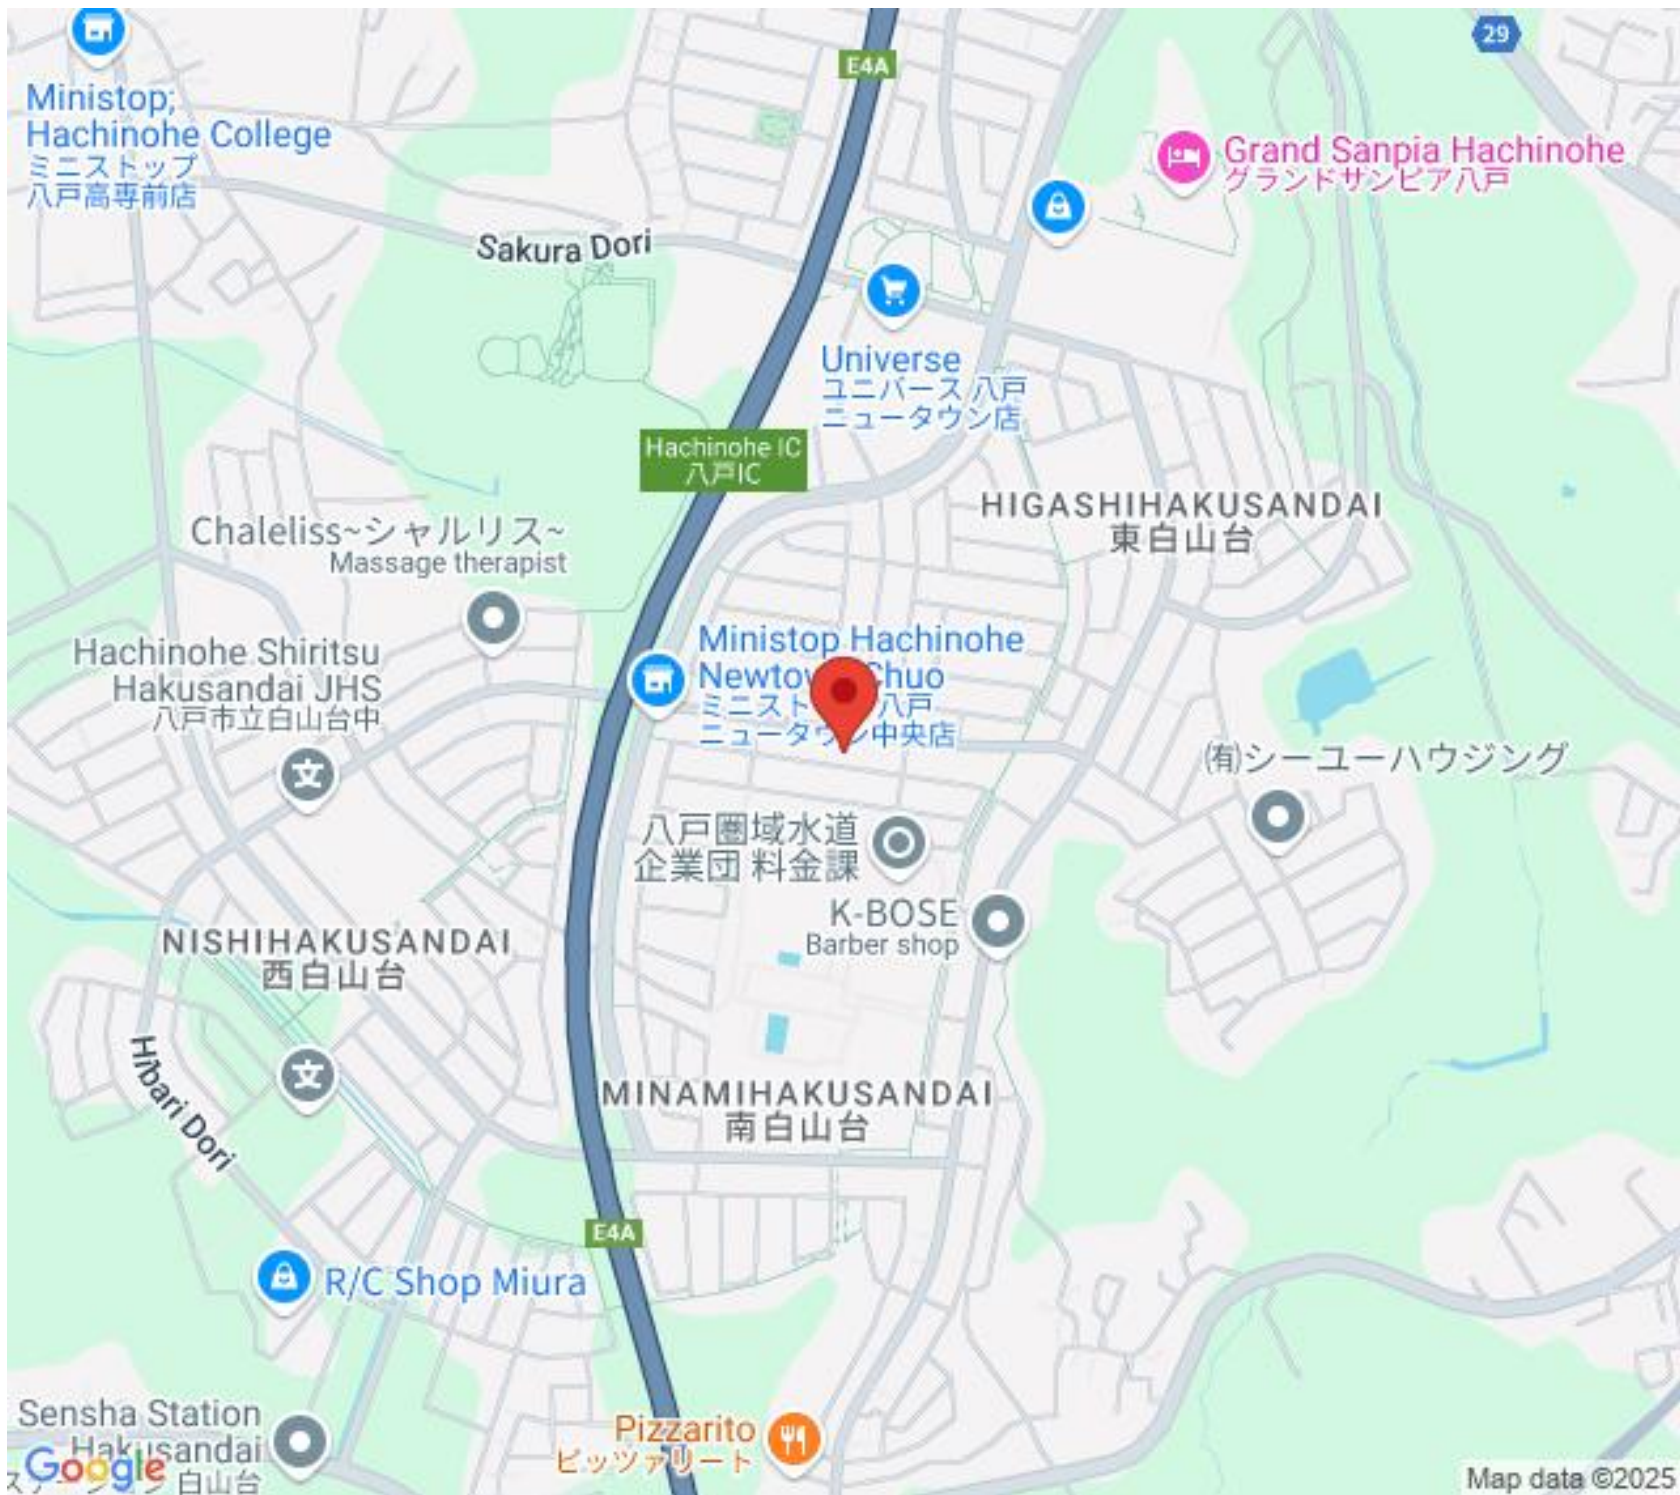 E4A
29
Ministop;
Hachinohe College
ミニストップ
八戸高専前店
Grand Sanpia Hachinohe
グランドサンピア八戸
Sakura Dori
Universe
ユニバース 八戸
ニュータウン店
Hachinohe IC
八戸IC
HIGASHIHAKUSANDAI
東白山台
Chaleliss~シャルリス~
Massage therapist
Hachinohe Shiritsu
Hakusandai JHS
八戸市立白山台中
文
Ministop Hachinohe
Chuo
八戸
中央店
㈲シーユーハウジング
八戸圏域水道
企業団 料金課
K-BOSE
Barber shop
NISHIHAKUSANDAI
西白山台
Hibari Dori
文
MINAMIHAKUSANDAI
南白山台
E4A
R/C Shop Miura
Sensha Station
Hakusandai
白山台
Pizzarito
ピッツァリート
Google
Map data ©2025